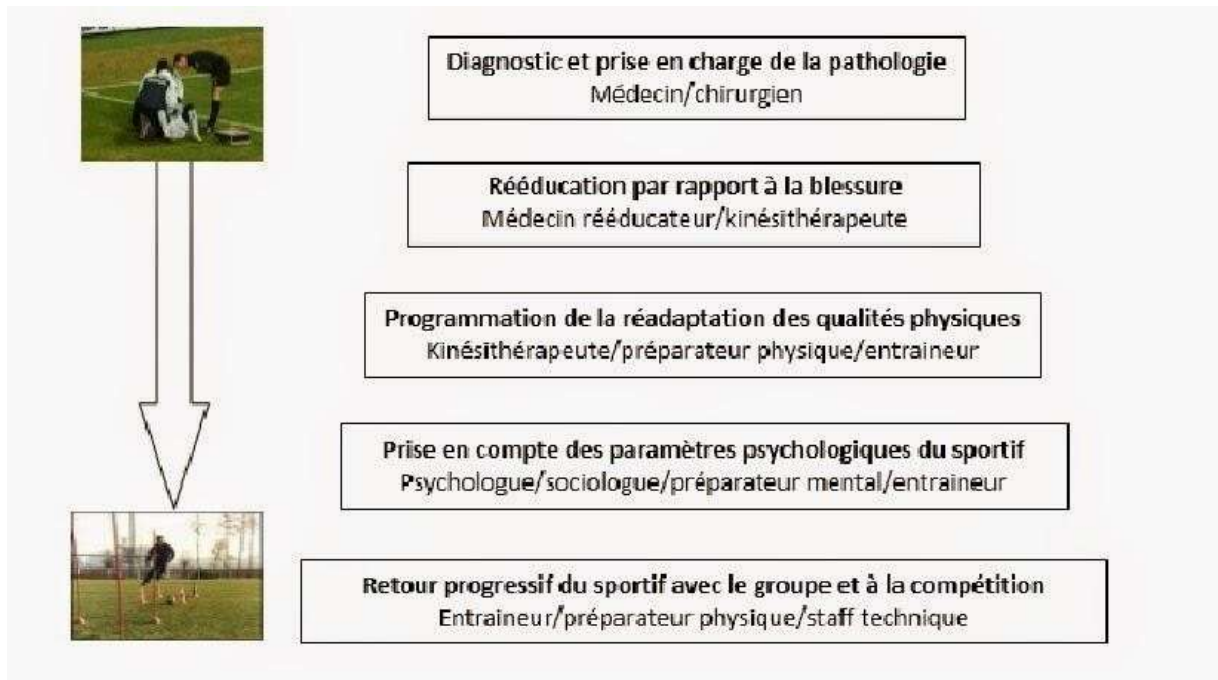 Diagnostic et prise en charge de la pathologie
Médecin/chirurgien
Rééducation par rapport à la blessure
Médecin rééducateur/kinésithérapeute
Programmation de la réadaptation des qualités physiques
Kinésithérapeute/préparateur physique/entraineur
Prise en compte des paramètres psychologiques du sportif
Psychologue/sociologue/préparateur mental/entraineur
Retour progressif du sportif avec le groupe et à la compétition
Entraineur/préparateur physique/staff technique